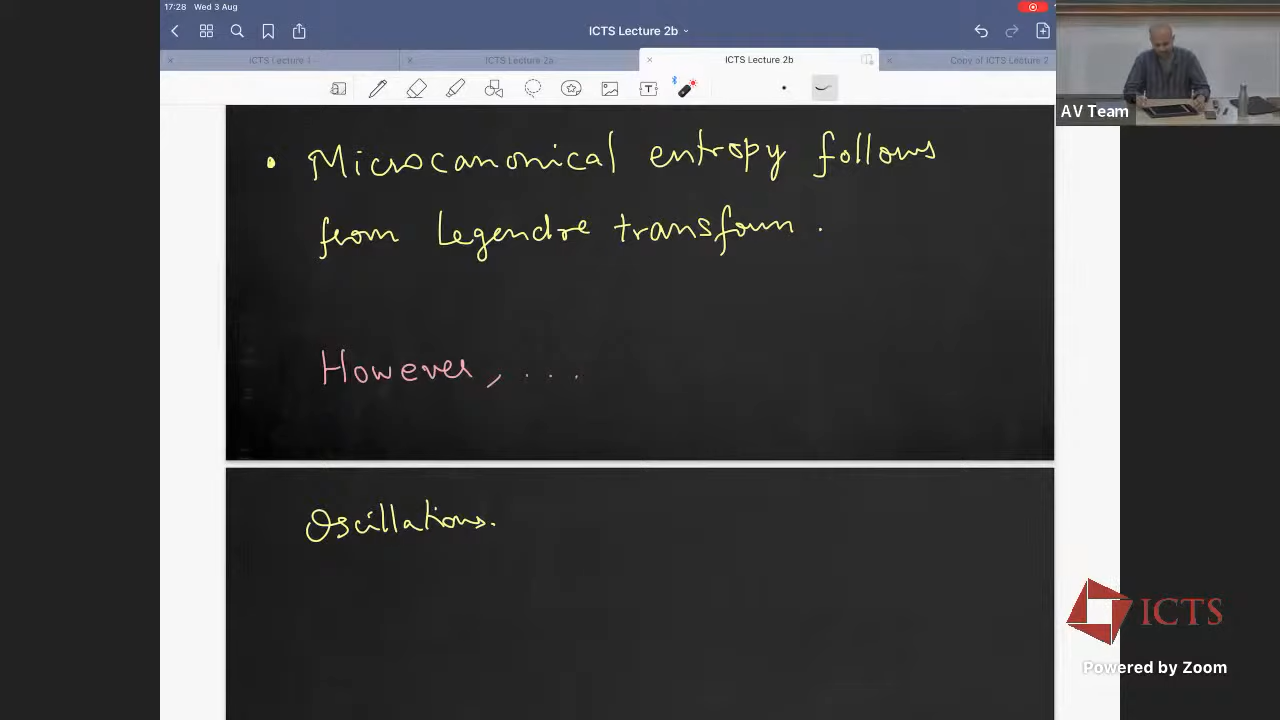 17:28 Wed 3 Aug
ICTS Lecture 2b
ICTS Lecture 1
ICTS Lecture 2a
ICTS Lecture 2b
Copy of ICTS Lecture 2
AV Team
• Microcanonical entropy follows
from Legendre transform.
However, ...
Oscillations.
ICTS
Powered by Zoom